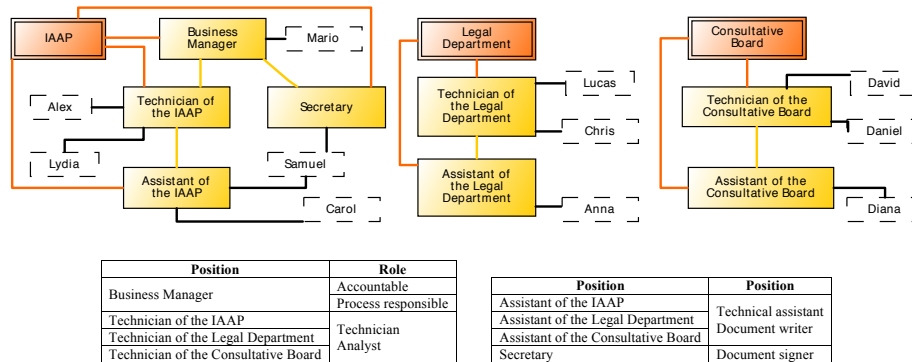 IAAP
Business
Manager
Mario
Legal
Department
Consultative
Board
Alex
Technician of
the IAAP
Secretary
Lucas
Technician of
the Legal
Department
Chris
David
Technician of the
Consultative Board
Daniel
Lydia
Samuel
Assistant of
the IAAP
Carol
Assistant of
the Legal
Department
Anna
Assistant of the
Consultative Board
Diana
Position Role
Business Manager Accountable
Process responsible
Technician of the IAAP Technician
Technician of the Legal Department Analyst
Technician of the Consultative Board
Position Position
Assistant of the IAAP Technical assistant
Assistant of the Legal Department Document writer
Assistant of the Consultative Board
Secretary Document signer